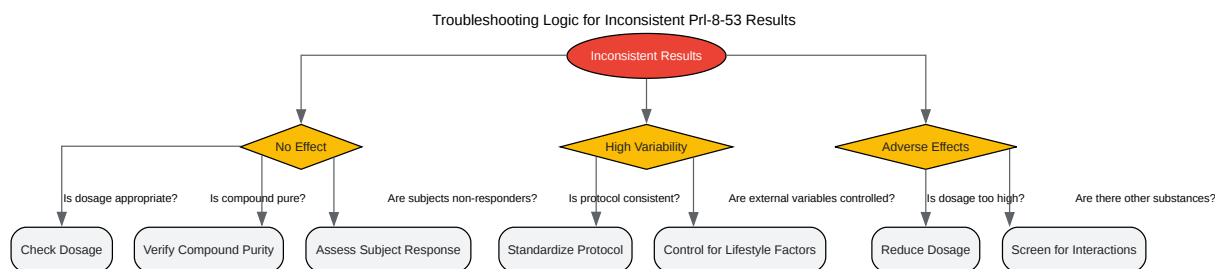 Troubleshooting Logic for Inconsistent Prl-8-53 Results
Inconsistent Results
No Effect
High Variability
Adverse Effects
Is dosage appropriate?
Is compound pure?
Are subjects non-responders?
Is protocol consistent?
Are external variables controlled?
Is dosage too high?
Are there other substances?
Check Dosage
Verify Compound Purity
Assess Subject Response
Standardize Protocol
Control for Lifestyle Factors
Reduce Dosage
Screen for Interactions